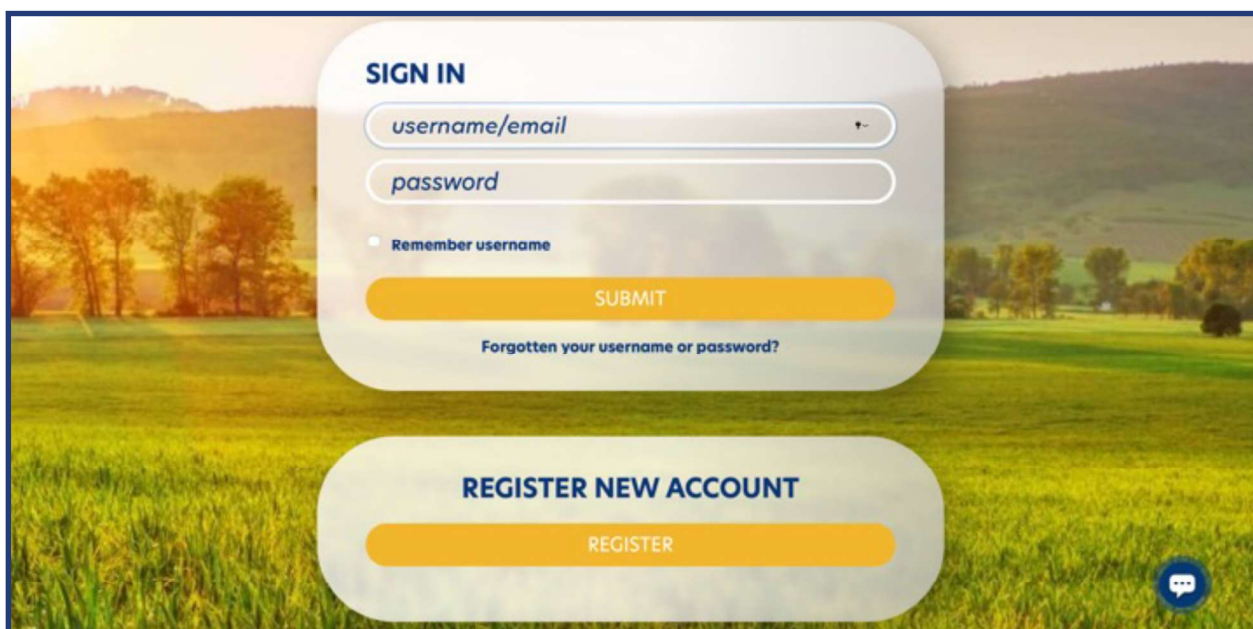 SIGN IN
username/email
password
Remember username
SUBMIT
Forgotten your username or password?
REGISTER NEW ACCOUNT
REGISTER